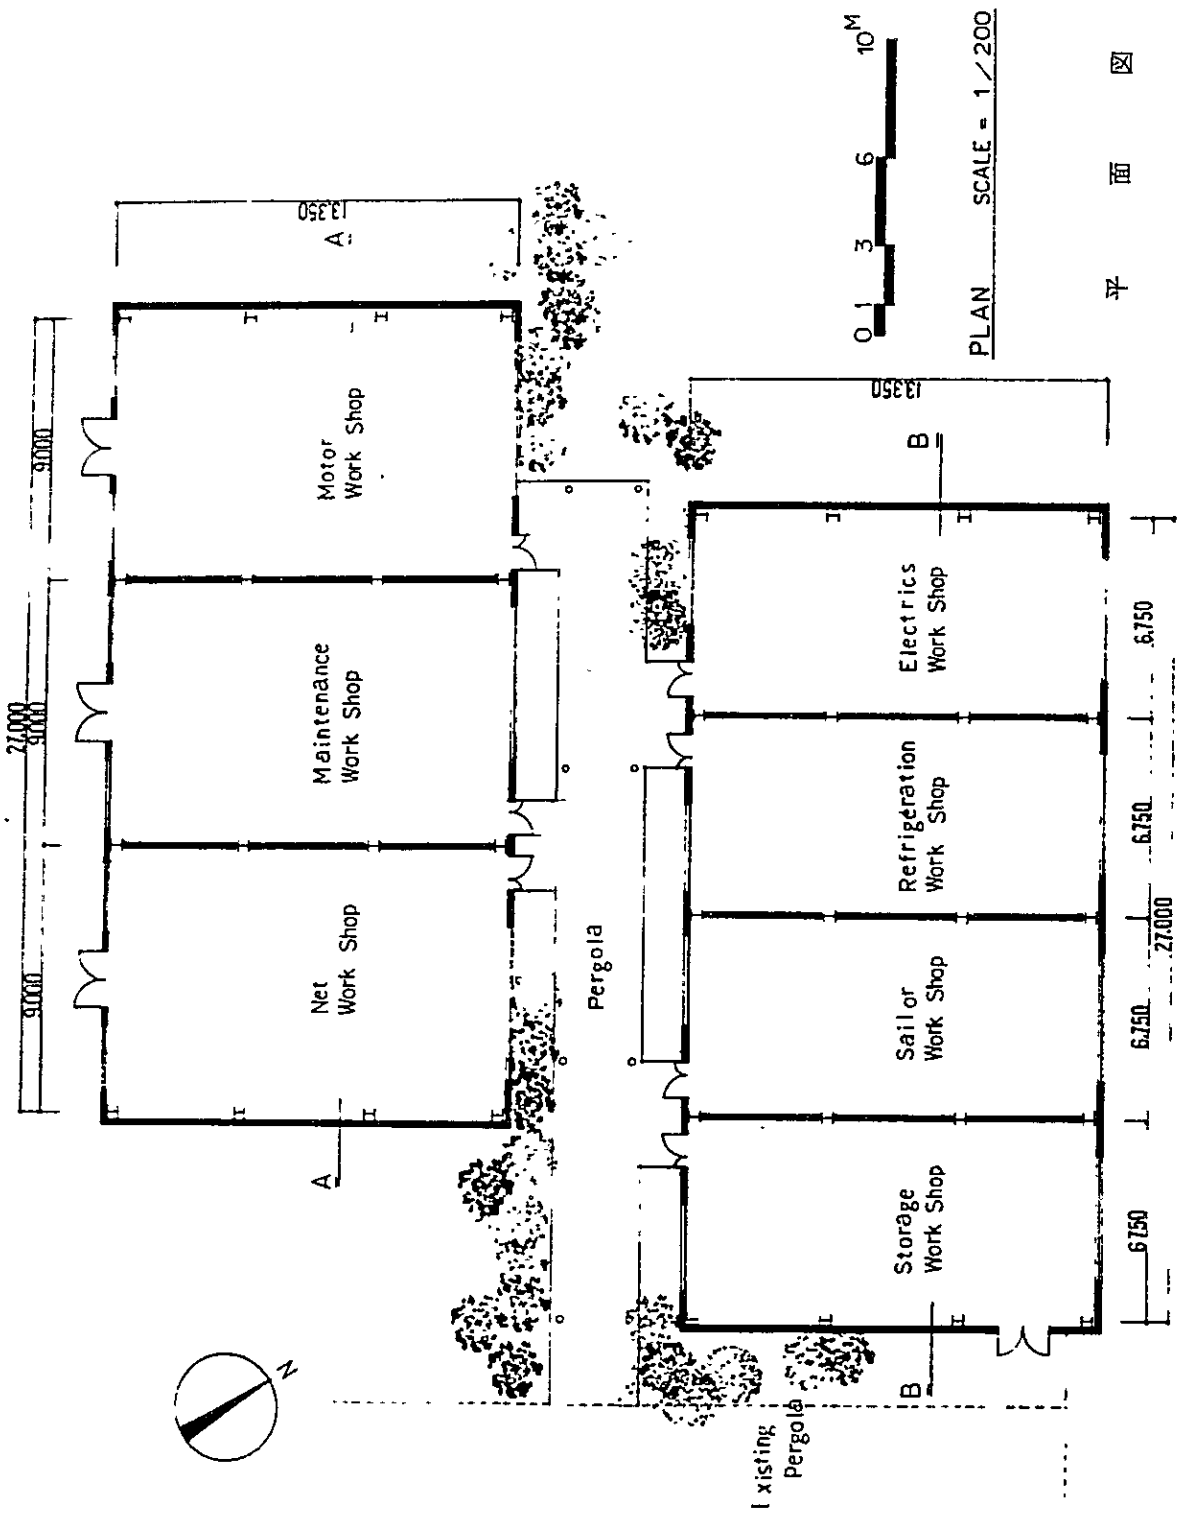 27.000
9.000
9.000
9.000
13.350
A
A
Net
Work Shop
Maintenance
Work Shop
Motor
Work Shop
Pergola
N
Existing
Pergola
B
B
Storage
Work Shop
Sailor
Work Shop
Refrigeration
Work Shop
Electrics
Work Shop
13.350
6.750
6.750
6.750
6.750
27.000
0 1 3 6 10M
PLAN SCALE = 1/200
平面図